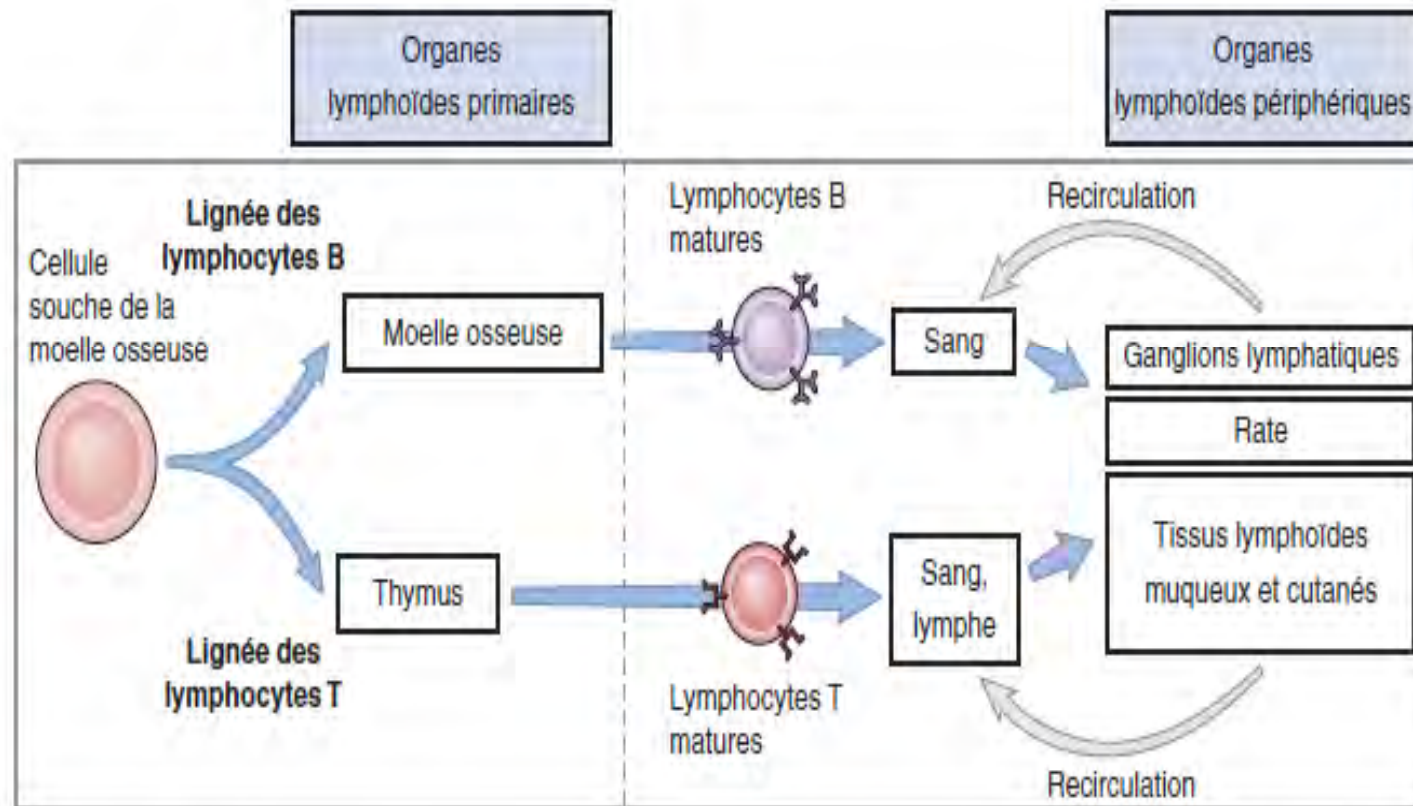 Organes
lymphoïdes primaires
Organes
lymphoïdes périphériques
Lignée des
lymphocytes B
Cellule
souche de la
moelle osseuse
Moelle osseuse
Thymus
Lignée des
lymphocytes T
Lymphocytes B
matures
Recirculation
Sang
Ganglions lymphatiques
Rate
Tissus lymphoïdes
muqueux et cutanés
Sang,
lymphe
Lymphocytes T
matures
Recirculation